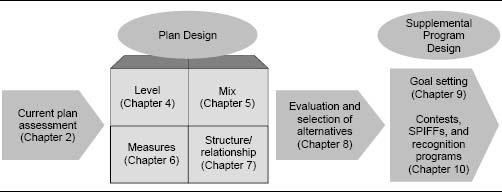 Plan Design
Supplemental
Program
Design
Current plan
assessment
(Chapter 2)
Level
(Chapter 4)
Mix
(Chapter 5)
Measures
(Chapter 6)
Structure/
relationship
(Chapter 7)
Evaluation and
selection of
alternatives
(Chapter 8)
Goal setting
(Chapter 9)
Contests,
SPIFFs, and
recognition
programs
(Chapter 10)